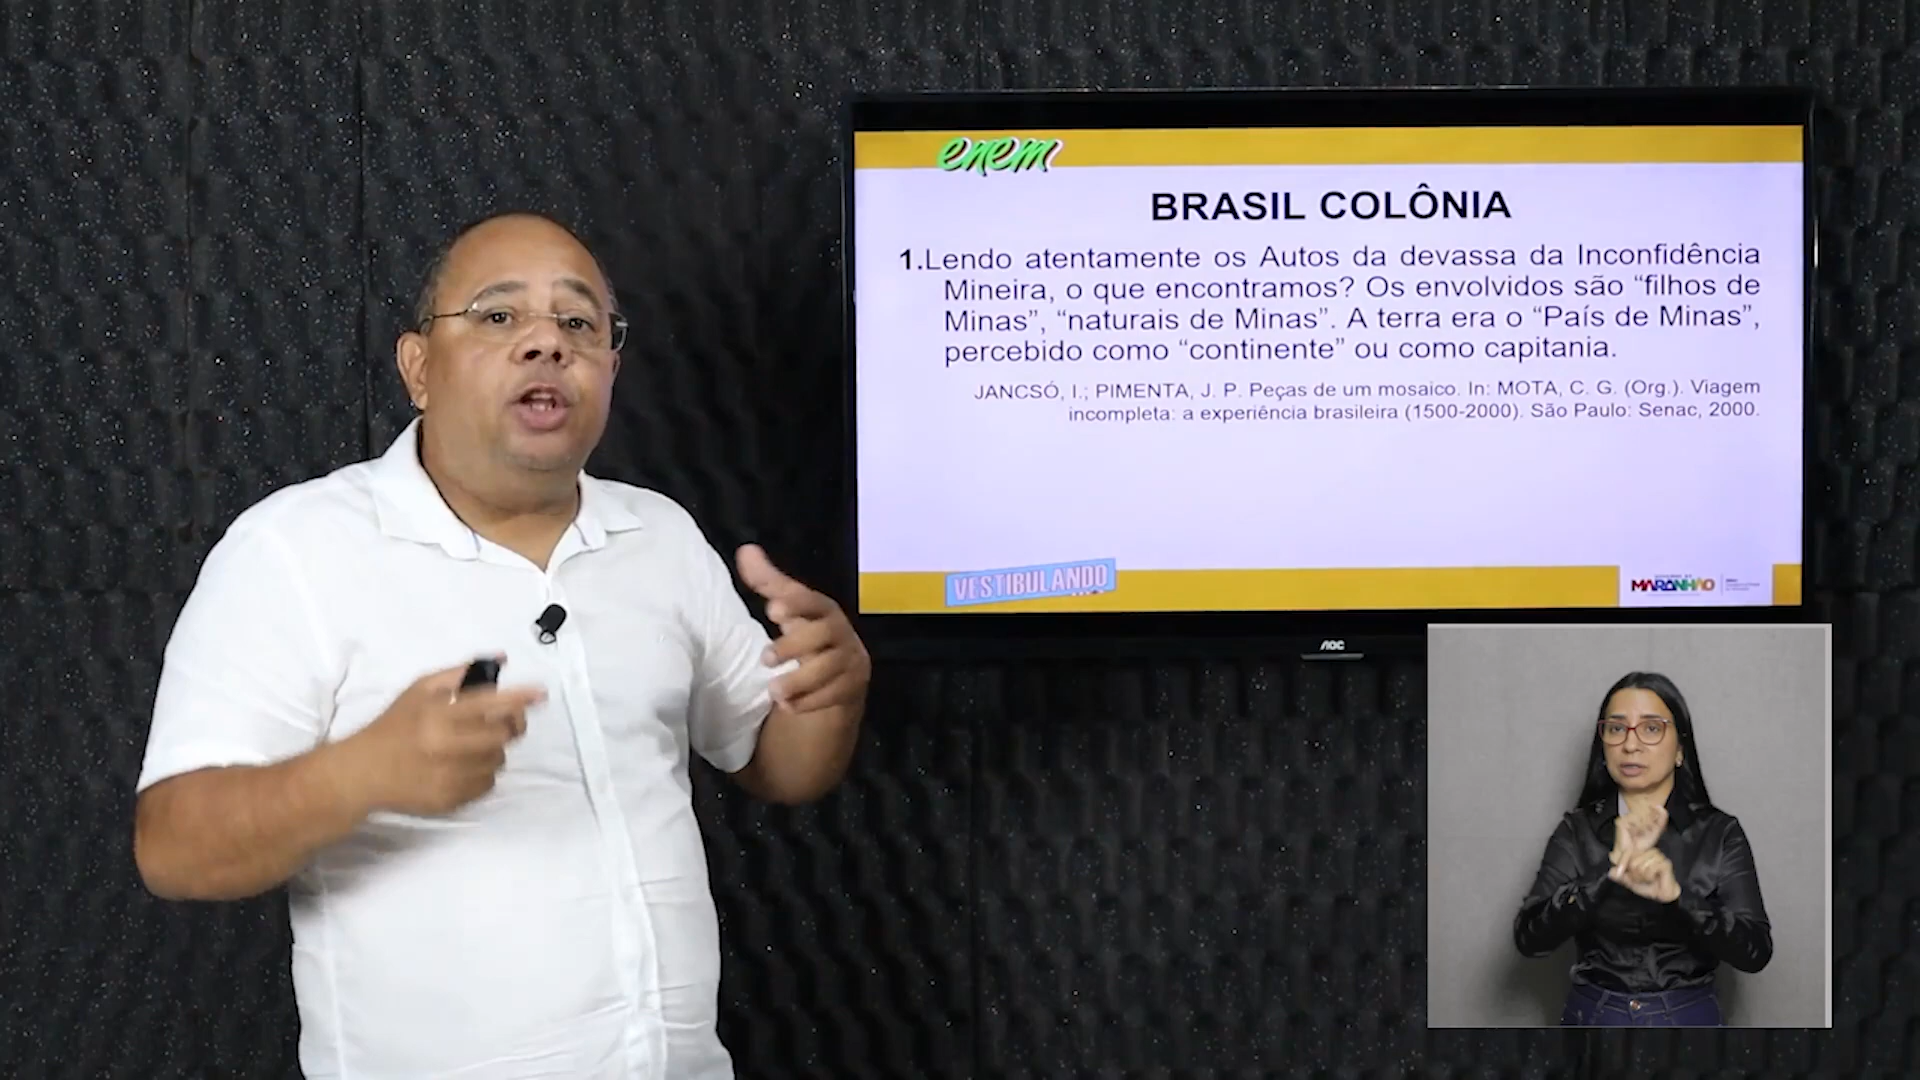 enem
BRASIL COLÔNIA
1.Lendo atentamente os Autos da devassa da Inconfidência
Mineira, o que encontramos? Os envolvidos são “filhos de
Minas”, “naturais de Minas”. A terra era o “País de Minas”,
percebido como “continente” ou como capitania.
JANCSÓ, I.; PIMENTA, J. P. Peças de um mosaico. In: MOTA, C. G. (Org.). Viagem
incompleta: a experiência brasileira (1500-2000). São Paulo: Senac, 2000.
VESTIBULANDO
MARANHÃO
AOC